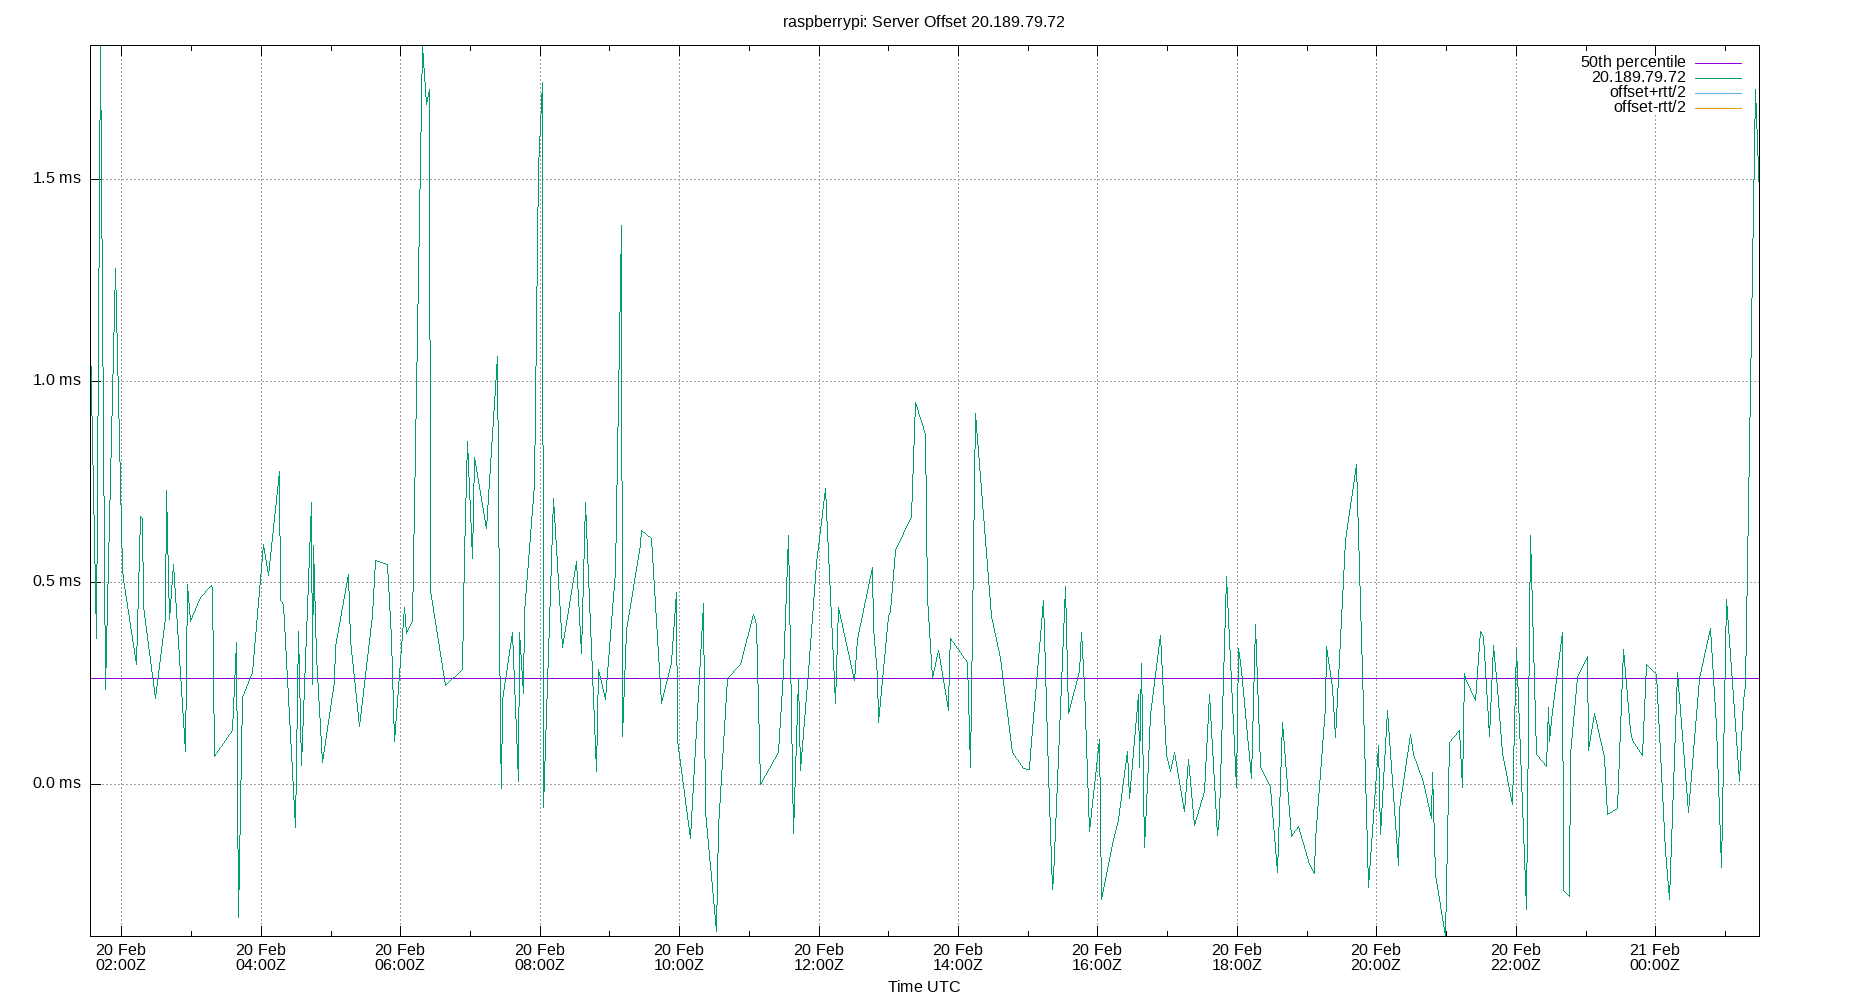 raspberrypi: Server Offset 20.189.79.72
50th percentile
20.189.79.72
offset+rtt/2
offset-rtt/2
1.5 ms
1.0 ms
0.5 ms
0.0 ms
20 Feb 20 Feb 20 Feb 20 Feb 20 Feb 20 Feb 20 Feb 20 Feb 20 Feb 20 Feb 20 Feb 21 Feb
02:00Z 04:00Z 06:00Z 08:00Z 10:00Z 12:00Z 14:00Z 16:00Z 18:00Z 20:00Z 22:00Z 00:00Z
Time UTC